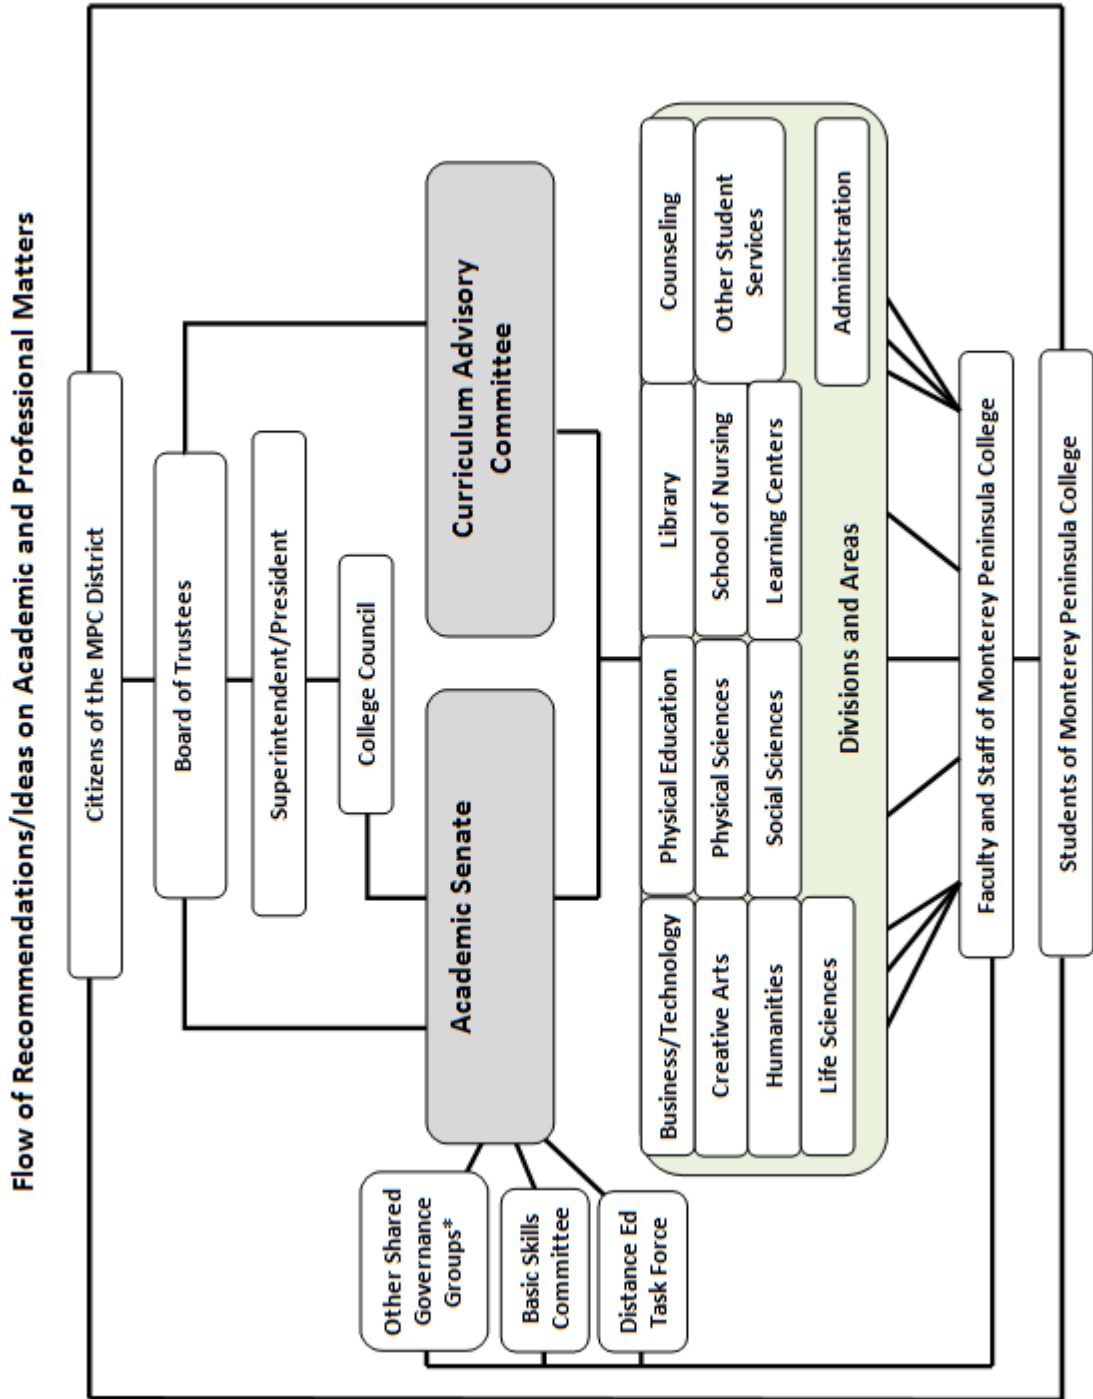 Flow of Recommendations/Ideas on Academic and Professional Matters
Citizens of the MPC District
Board of Trustees
Superintendent/President
College Council
Academic Senate
Curriculum Advisory
Committee
Other Shared
Governance
Groups*
Basic Skills
Committee
Distance Ed
Task Force
Business/Technology
Creative Arts
Humanities
Life Sciences
Physical Education
Physical Sciences
Social Sciences
Library
School of Nursing
Learning Centers
Counseling
Other Student
Services
Administration
Divisions and Areas
Faculty and Staff of Monterey Peninsula College
Students of Monterey Peninsula College